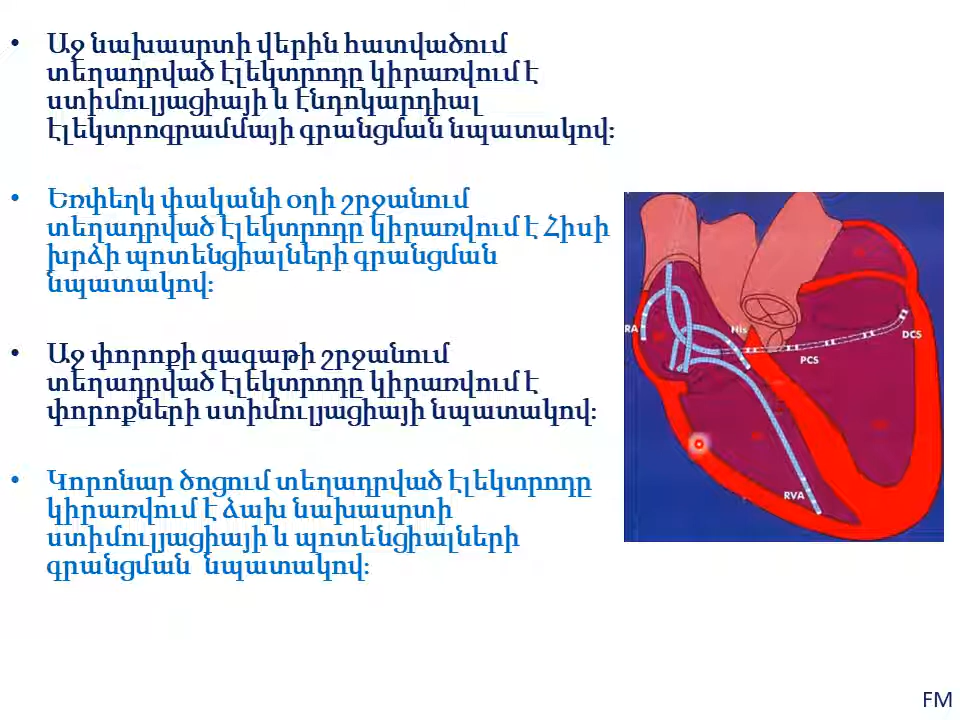 • Աջ նախասրտի վերին հատվածում
տեղադրված էլեկտրոդը կիրառվում է
ստիմուլյացիայի և էնդոկարդիալ
էլեկտրոգրամմայի գրանցման նպատակով։
• Եռփեղկ փականի օղի շրջանում
տեղադրված էլեկտրոդը կիրառվում է Հիսի
խրձի պոտենցիալների գրանցման
նպատակով։
• Աջ փորոքի գագաթի շրջանում
տեղադրված էլեկտրոդը կիրառվում է
փորոքների ստիմուլյացիայի նպատակով։
• Կորոնար ծոցում տեղադրված էլեկտրոդը
կիրառվում է ձախ նախասրտի
ստիմուլյացիայի և պոտենցիալների
գրանցման նպատակով։
RA
His
DCS
PCS
RVA
FM